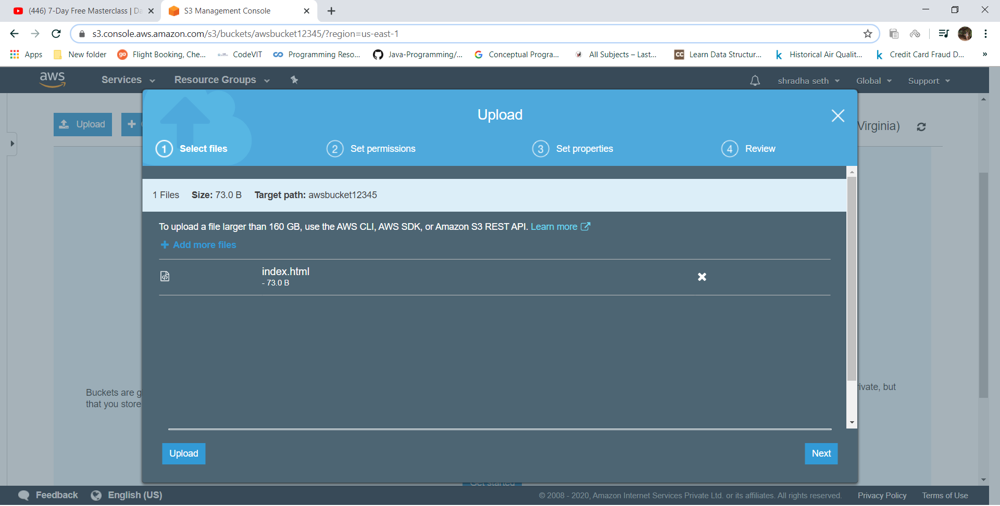 (446) 7-Day Free Masterclass | Da
S3 Management Console
s3.console.aws.amazon.com/s3/buckets/awsbucket12345/?region=us-east-1
Apps
New folder
go
Flight Booking, Che...
CodeVIT
Programming Reso...
Java-Programming/...
Conceptual Progra...
All Subjects – Last...
CC
Learn Data Structur...
k
Historical Air Qualit...
k
Credit Card Fraud D...
»
aws
Services
Resource Groups
shradha seth
Global
Support
Upload
Virginia)
Upload
1 Select files
2 Set permissions
3 Set properties
4 Review
1 Files Size: 73.0 B Target path: awsbucket12345
To upload a file larger than 160 GB, use the AWS CLI, AWS SDK, or Amazon S3 REST API. Learn more
Add more files
index.html
- 73.0 B
Buckets are g
ivate, but
that you store
Upload
Next
Get started
Feedback
English (US)
© 2008 - 2020, Amazon Internet Services Private Ltd. or its affiliates. All rights reserved.
Privacy Policy
Terms of Use